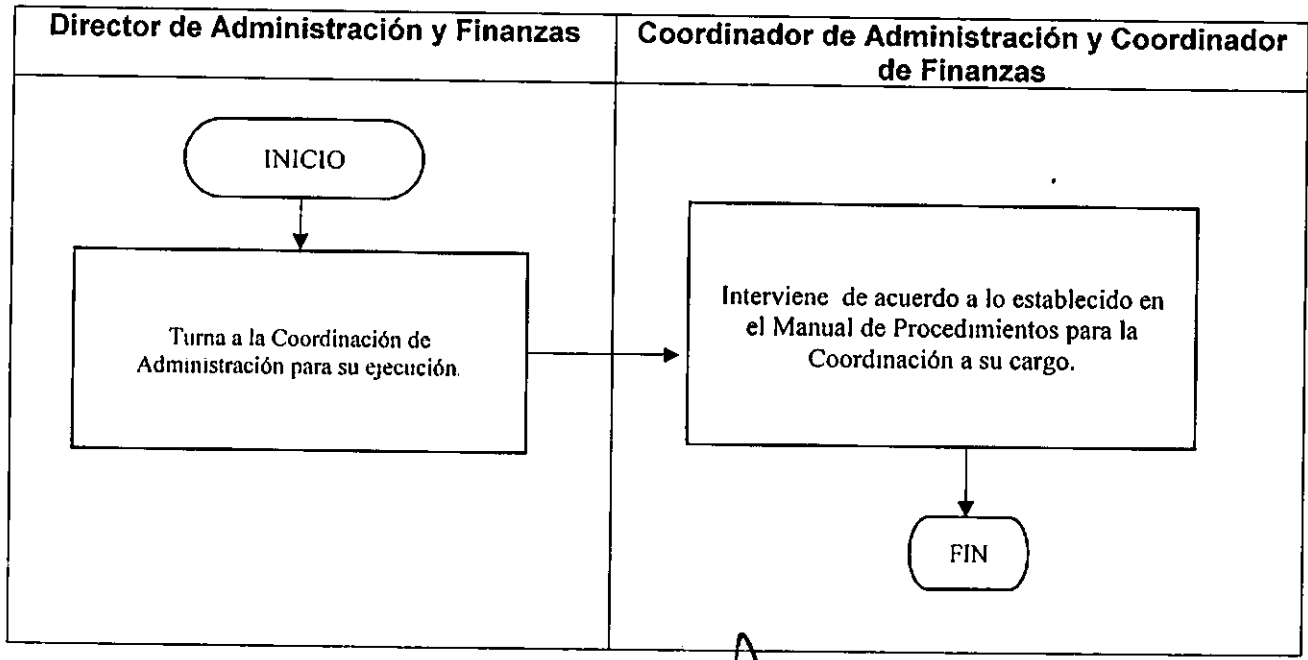 Director de Administración y Finanzas
Coordinador de Administración y Coordinador
de Finanzas
INICIO
Turna a la Coordinación de
Administración para su ejecución.
Interviene de acuerdo a lo establecido en
el Manual de Procedimientos para la
Coordinación a su cargo.
FIN